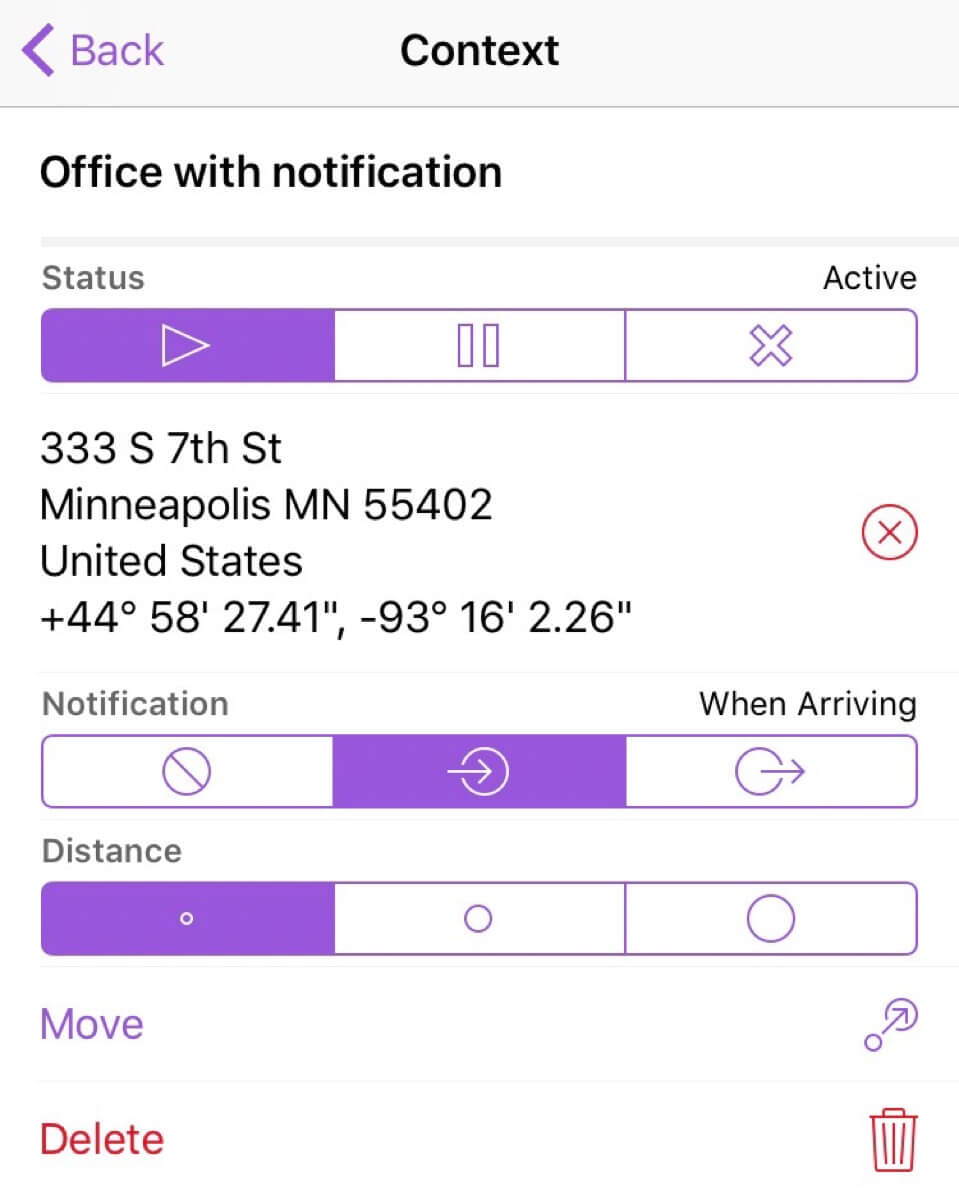 Back
Context
Office with notification
Status
Active
333 S 7th St
Minneapolis MN 55402
United States
+44° 58' 27.41", -93° 16' 2.26"
Notification
When Arriving
Distance
Move
Delete